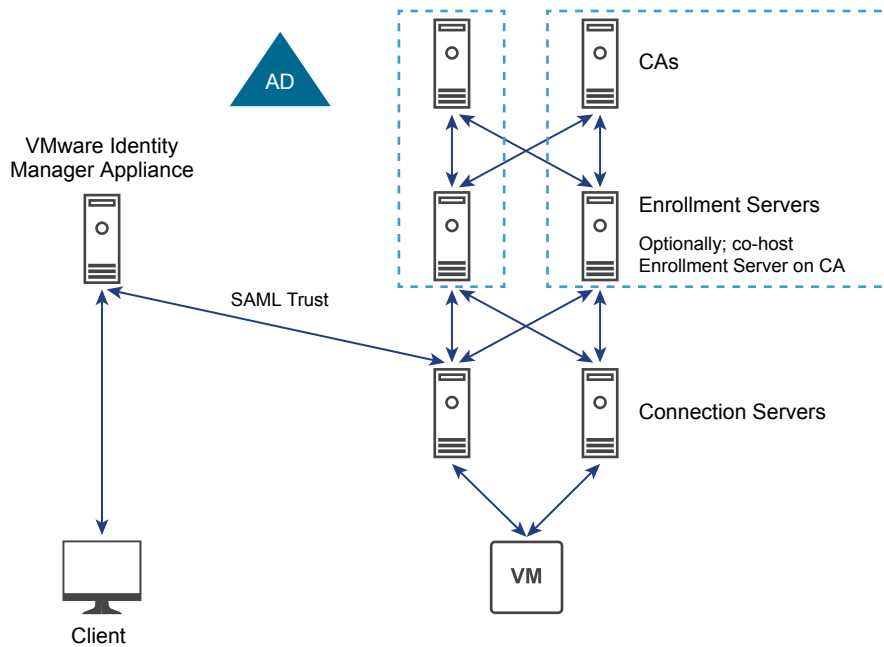 AD
CAs
VMware Identity
Manager Appliance
Enrollment Servers
Optionally; co-host
Enrollment Server on CA
SAML Trust
Connection Servers
VM
Client